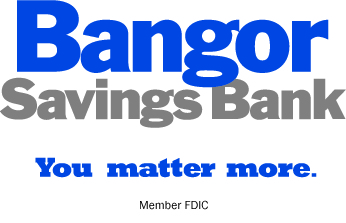 Bangor
Savings Bank
You matter more.
Member FDIC